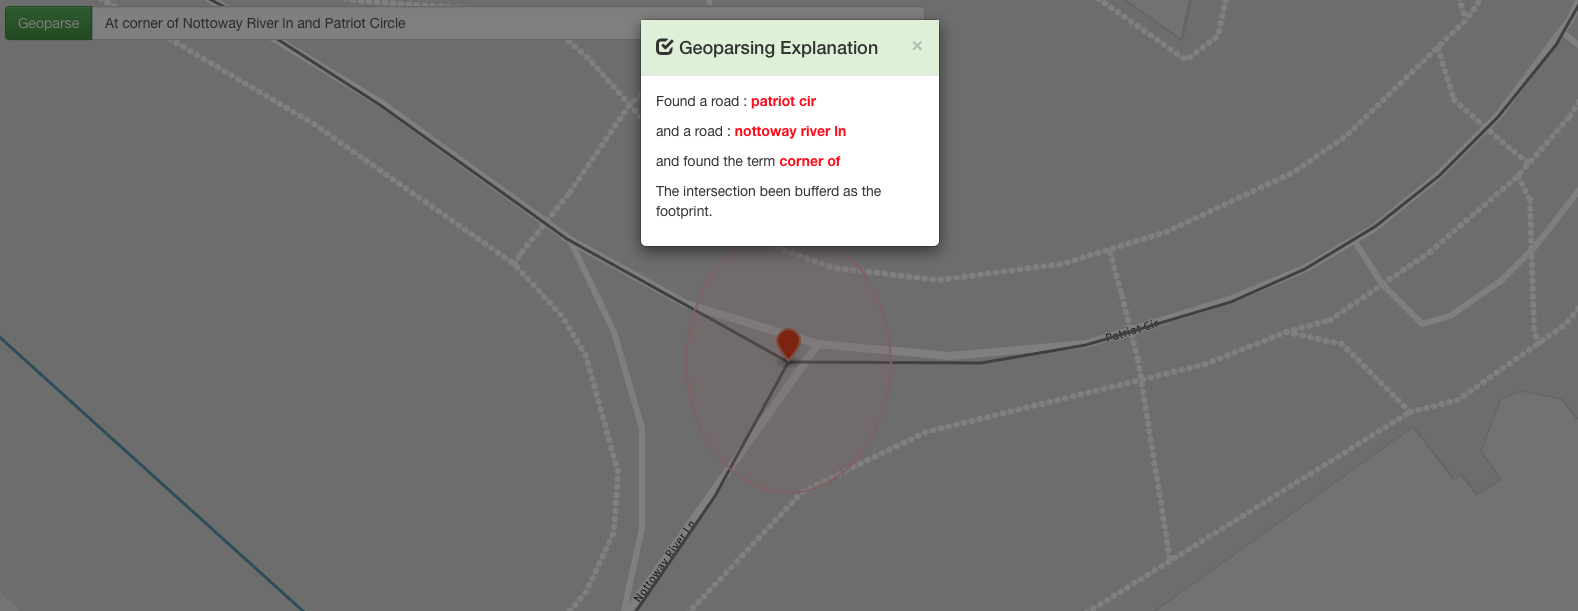 Geoparse
At corner of Nottoway River ln and Patriot Circle
Geoparsing Explanation ×
Found a road : patriot cir
and a road : nottoway river ln
and found the term corner of
The intersection been bufferd as the
footprint.
Patriot Cir
Nottoway River Ln